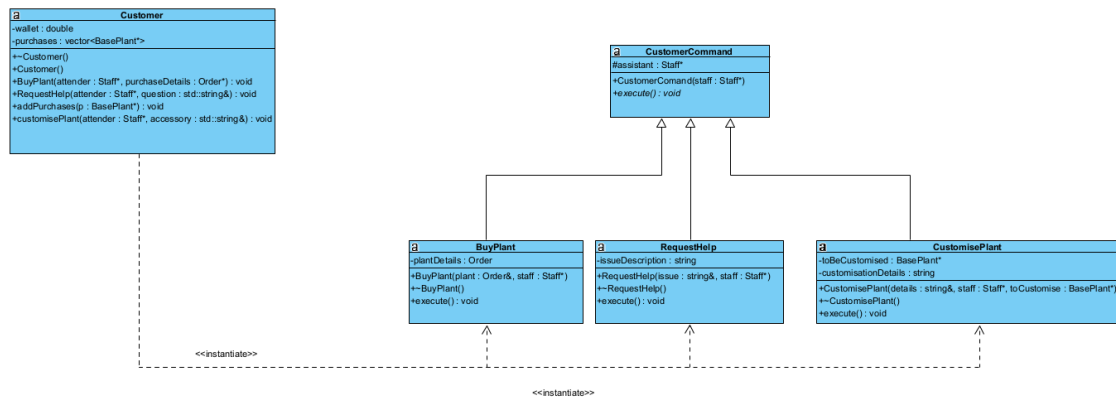 a
Customer
-wallet : double
-purchases : vector<BasePlant*>
+~Customer()
+Customer()
+BuyPlant(attender : Staff*, purchaseDetails : Order*) : void
+RequestHelp(attender : Staff*, question : std::string&) : void
+addPurchases(p : BasePlant*) : void
+customisePlant(attender : Staff*, accessory : std::string&) : void
a
CustomerCommand
#assistant : Staff*
+CustomerComand(staff : Staff*)
+execute() : void
a
BuyPlant
-plantDetails : Order
+BuyPlant(plant : Order&, staff : Staff*)
+~BuyPlant()
+execute() : void
a
RequestHelp
-issueDescription : string
+RequestHelp(issue : string&, staff : Staff*)
+~RequestHelp()
+execute() : void
a
CustomisePlant
-toBeCustomised : BasePlant*
-customisationDetails : string
+CustomisePlant(details : string&, staff : Staff*, toCustomise : BasePlant*)
+~CustomisePlant()
+execute() : void
<<instantiate>>
<<instantiate>>